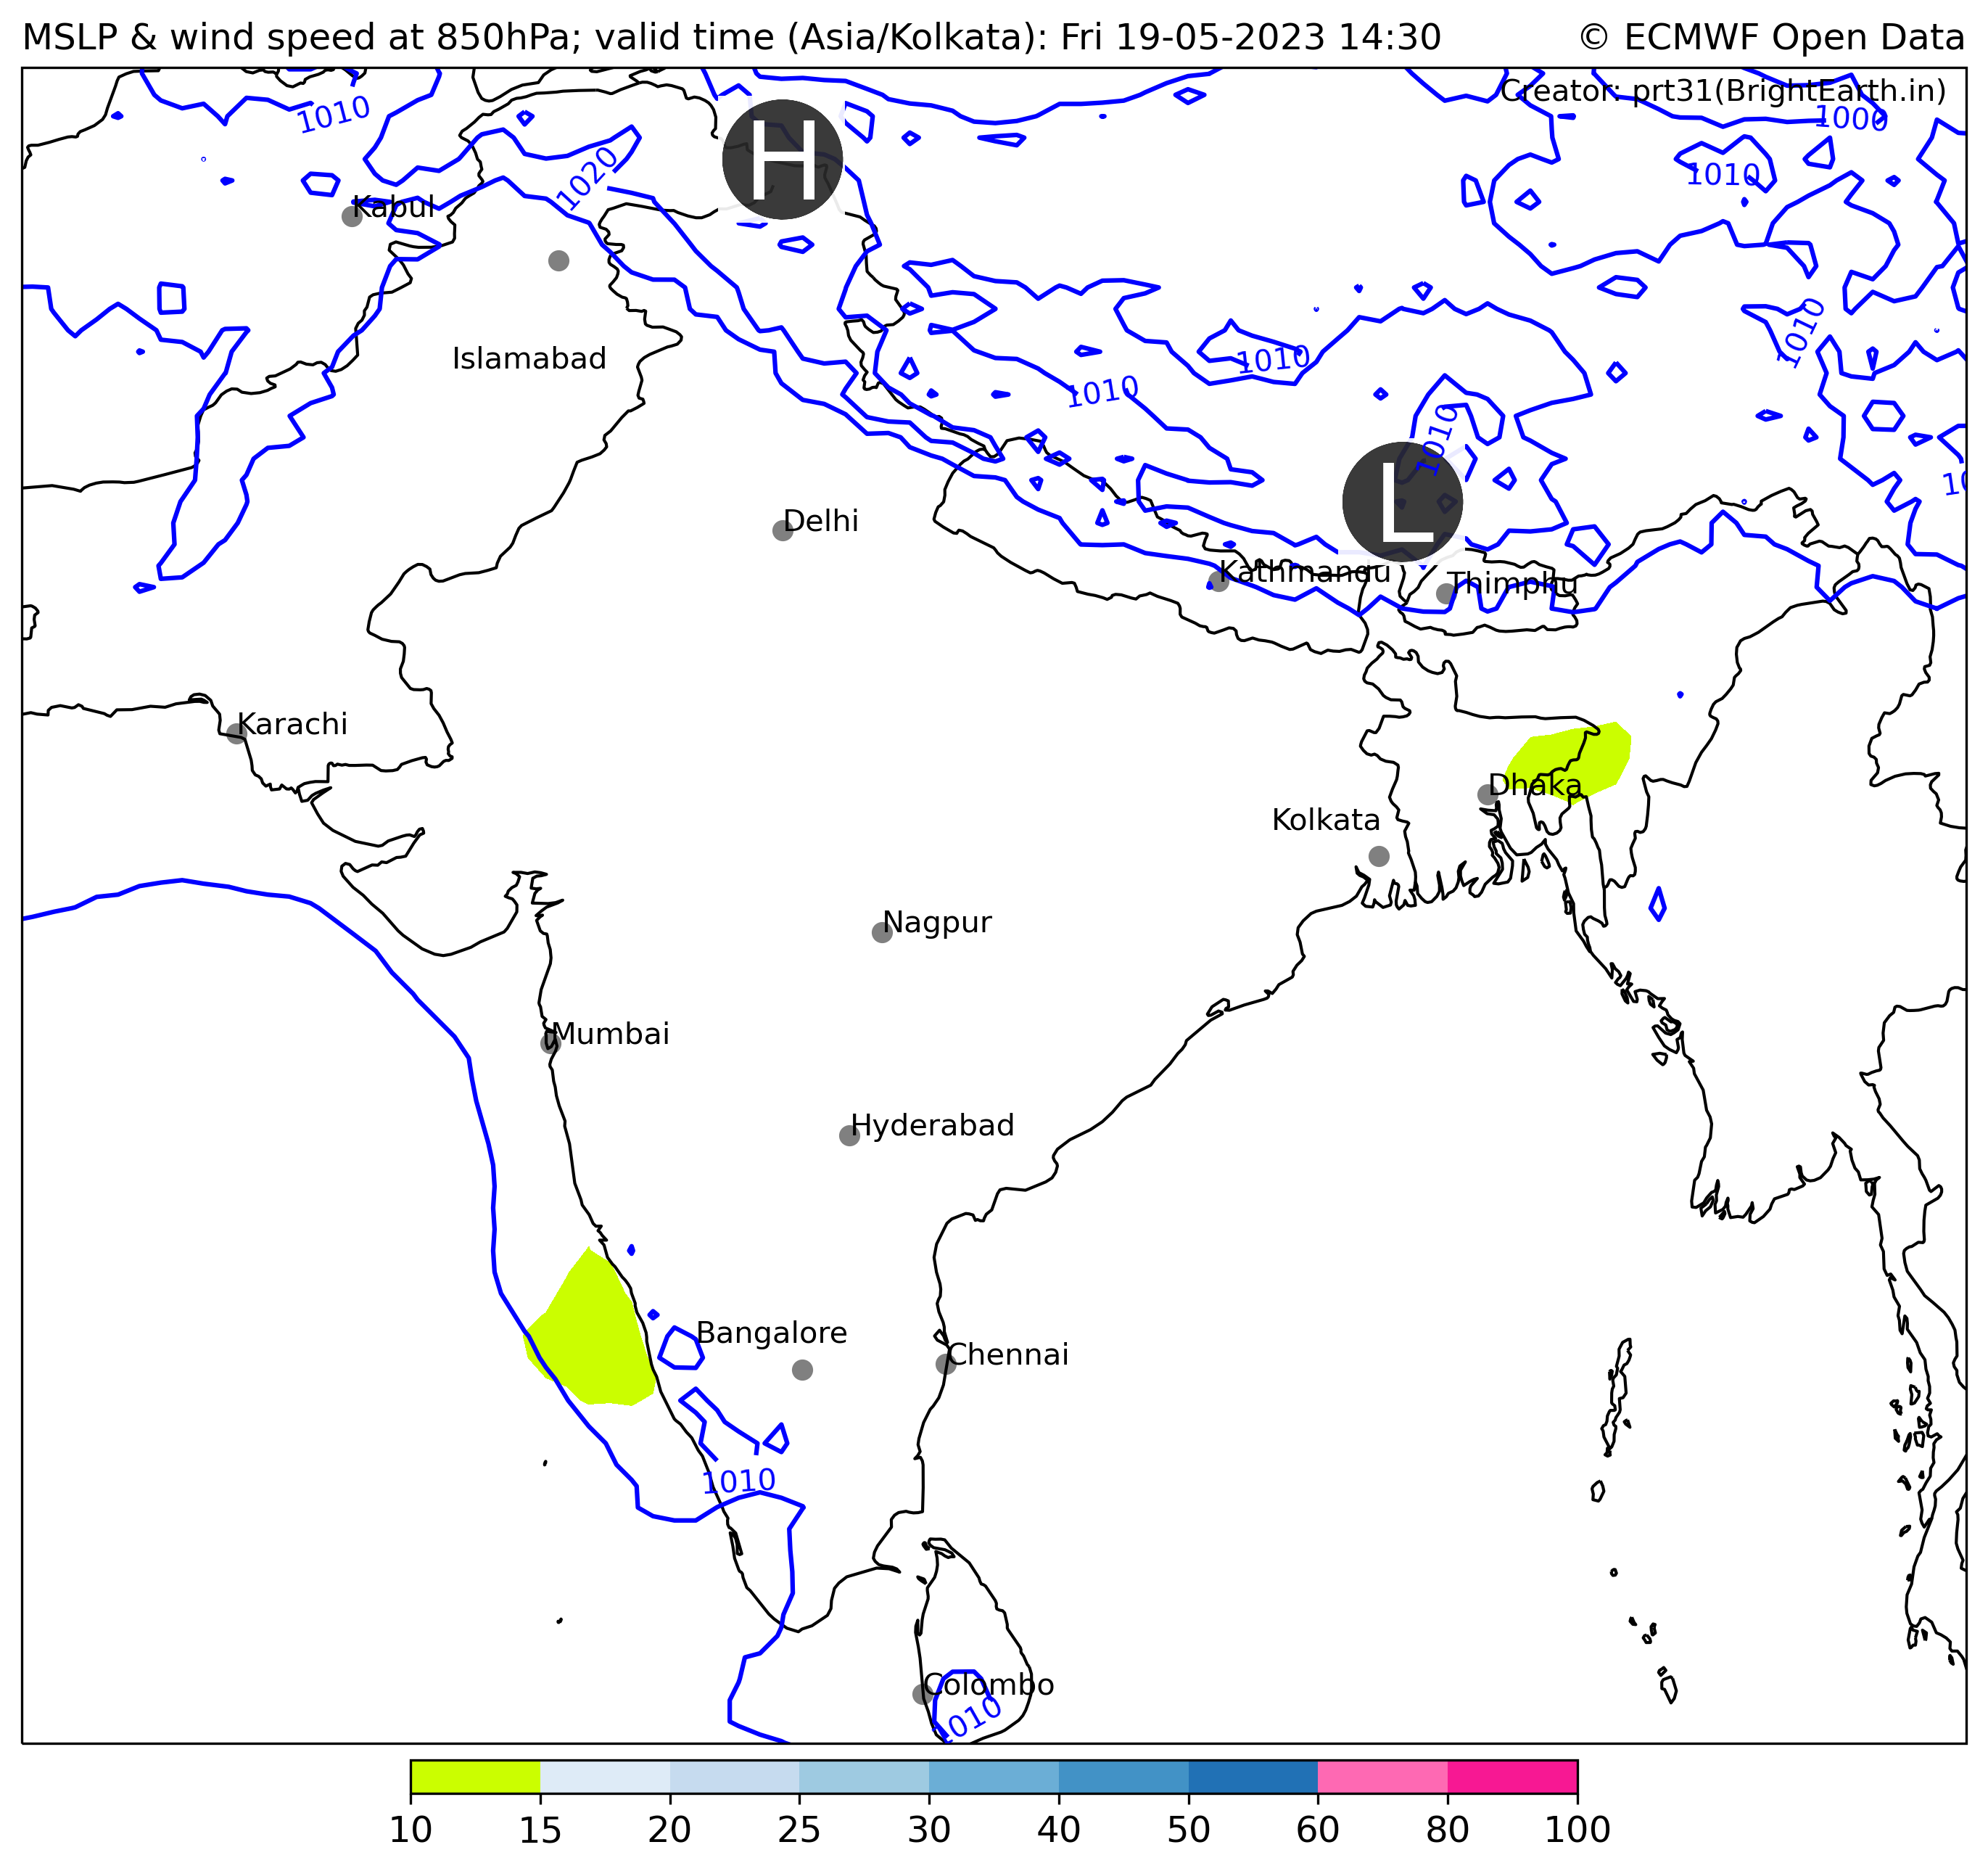 MSLP & wind speed at 850hPa; valid time (Asia/Kolkata): Fri 19-05-2023 14:30
© ECMWF Open Data
Creator: prt31(BrightEarth.in)
1010
1000
H
1020
1010
Kabul
1010
Islamabad
1010
1010
1010
L
Delhi
Kathmandu
Thimphu
Karachi
Dhaka
Kolkata
Nagpur
Mumbai
Hyderabad
Bangalore
Chennai
1010
Colombo
1010
10 15 20 25 30 40 50 60 80 100